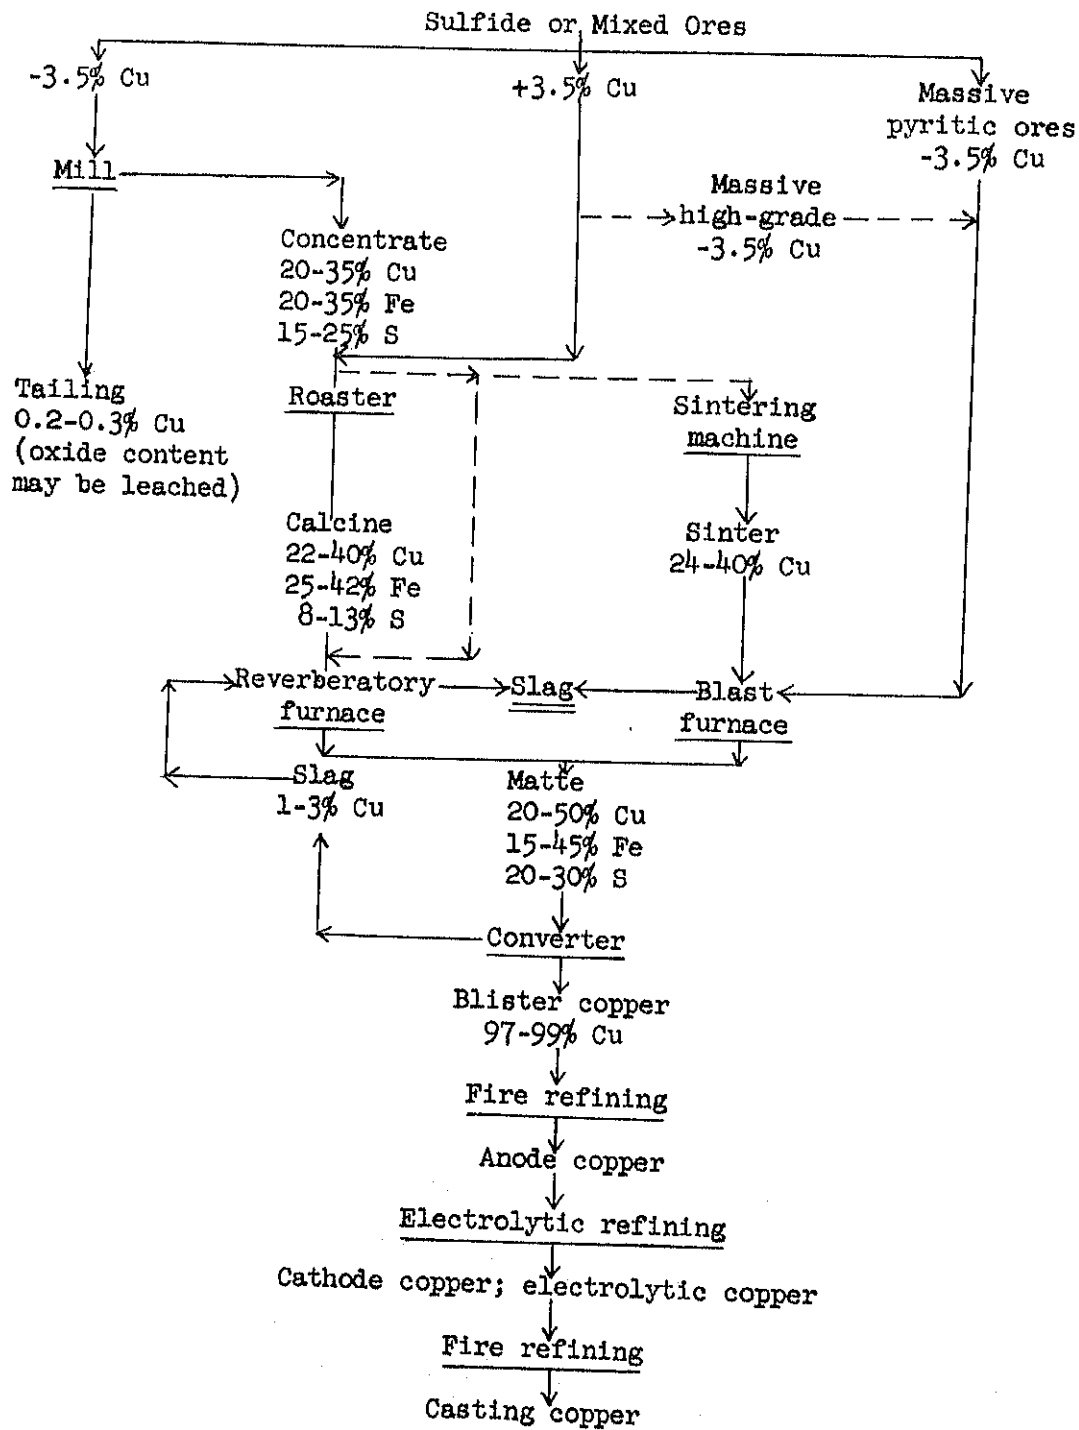 Sulfide or Mixed Ores
-3.5% Cu
+3.5% Cu
Massive
pyritic ores
-3.5% Cu
Mill
Massive
high-grade
-3.5% Cu
Concentrate
20-35% Cu
20-35% Fe
15-25% S
Tailing
0.2-0.3% Cu
(oxide content
may be leached)
Roaster
Sintering
machine
Calcine
22-40% Cu
25-42% Fe
8-13% S
Sinter
24-40% Cu
Reverberatory
furnace
Slag
Blast
furnace
Slag
1-3% Cu
Matte
20-50% Cu
15-45% Fe
20-30% S
Converter
Blister copper
97-99% Cu
Fire refining
Anode copper
Electrolytic refining
Cathode copper; electrolytic copper
Fire refining
Casting copper